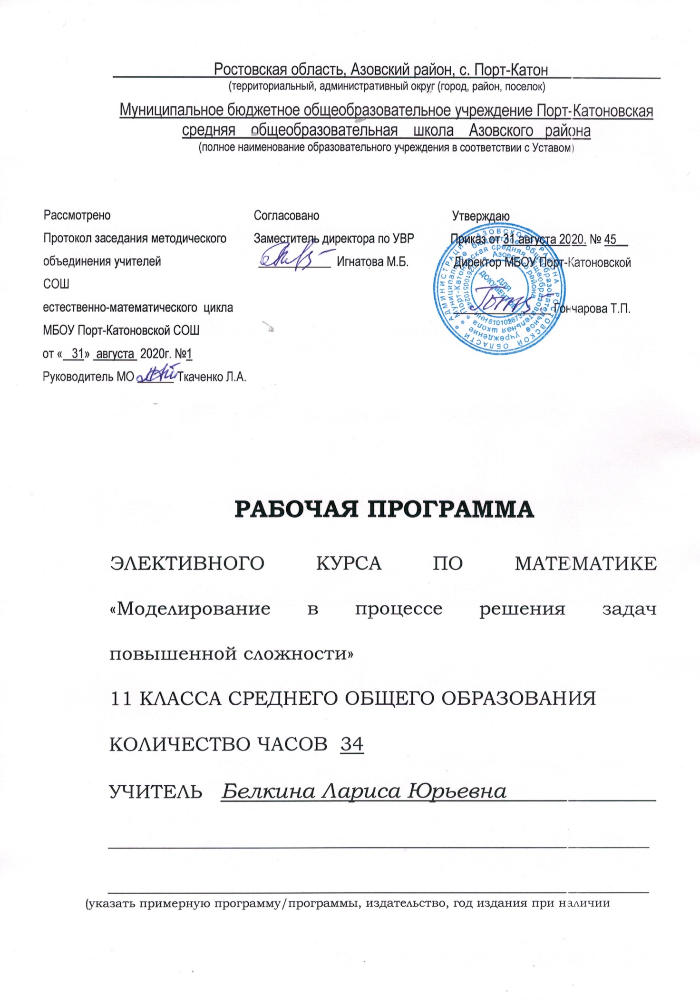 Ростовская область, Азовский район, с. Порт-Катон
(территориальный, административный округ (город, район, поселок)
Муниципальное бюджетное общеобразовательное учреждение Порт-Катоновская
средняя общеобразовательная школа Азовского района
(полное наименование образовательного учреждения в соответствии с Уставом)
Рассмотрено Согласовано Утверждаю
Протокол заседания методического Заместитель директора по УВР Приказ от 31 августа 2020. № 45
объединения учителей Игнатова М.Б. Директор МБОУ Порт-Катоновской
СОШ
естественно-математического цикла Гончарова Т.П.
МБОУ Порт-Катоновской СОШ
от « 31» августа 2020г. №1
Руководитель МО Ткаченко Л.А.
АДМИНИСТРАЦИЯ АЗОВСКОГО РАЙОНА РОСТОВСКОЙ ОБЛАСТИ
Муниципальное бюджетное общеобразовательное учреждение
Порт-Катоновская средняя общеобразовательная школа
Азовского района
ДЛЯ
ДОКУМЕНТОВ
РАБОЧАЯ ПРОГРАММА
ЭЛЕКТИВНОГО КУРСА ПО МАТЕМАТИКЕ
«Моделирование в процессе решения задач
повышенной сложности»
11 КЛАССА СРЕДНЕГО ОБЩЕГО ОБРАЗОВАНИЯ
КОЛИЧЕСТВО ЧАСОВ 34
УЧИТЕЛЬ Белкина Лариса Юрьевна
(указать примерную программу/программы, издательство, год издания при наличии